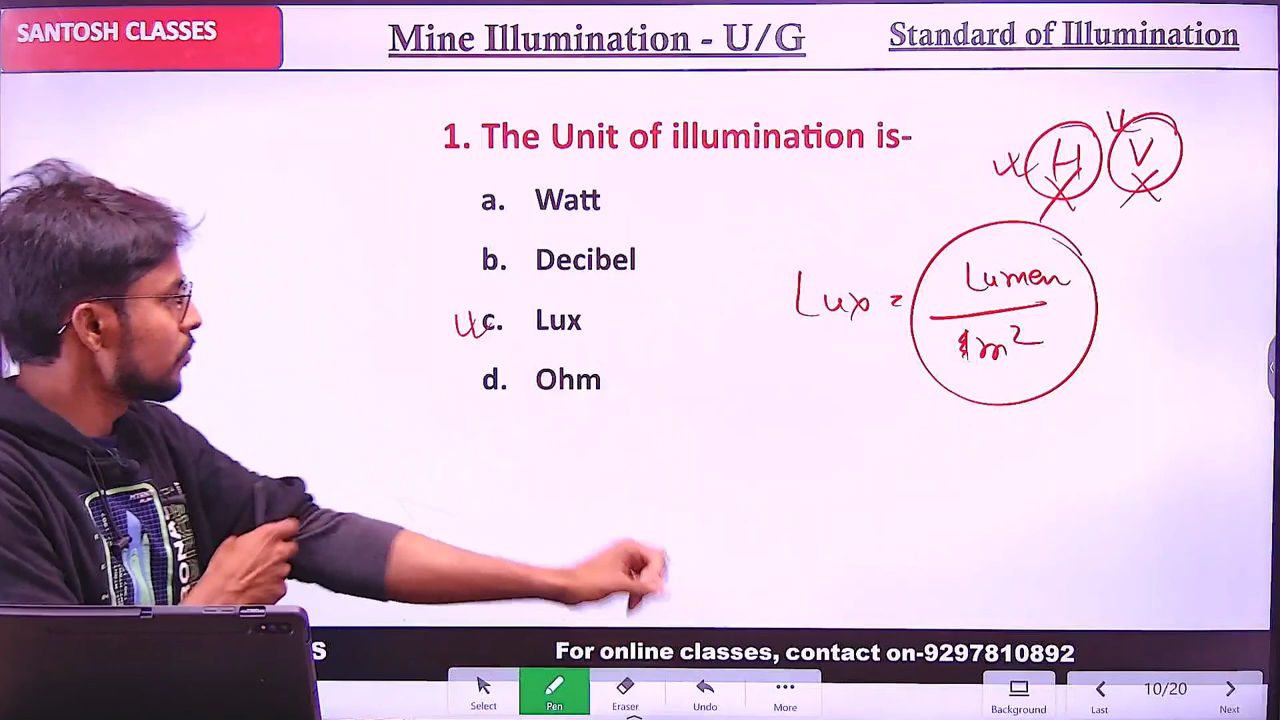 SANTOSH CLASSES
Mine Illumination - U/G
Standard of Illumination
1. The Unit of illumination is-
H V
a. Watt
b. Decibel
c. Lux
d. Ohm
Lux = Lumen
1m²
S
For online classes, contact on-9297810892
Select
Pen
Eraser
Undo
More
Background
Last
10/20
Next